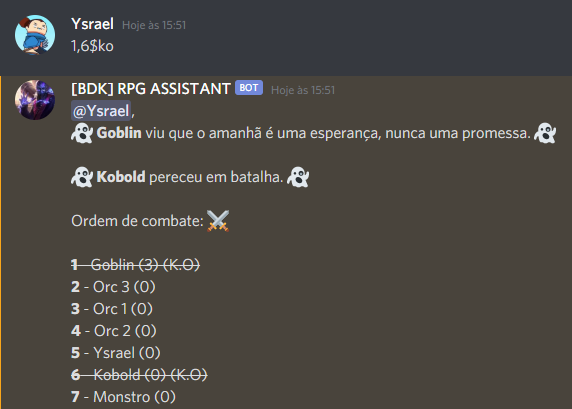 Ysrael Hoje às 15:51
1,6$ko
[BDK] RPG ASSISTANT BOT Hoje às 15:51
@Ysrael,
👻 Goblin viu que o amanhã é uma esperança, nunca uma promessa. 👻
👻 Kobold pereceu em batalha. 👻
Ordem de combate: ⚔️
1 - Goblin (3) (K.O)
2 - Orc 3 (0)
3 - Orc 1 (0)
4 - Orc 2 (0)
5 - Ysrael (0)
6 - Kobold (0) (K.O)
7 - Monstro (0)